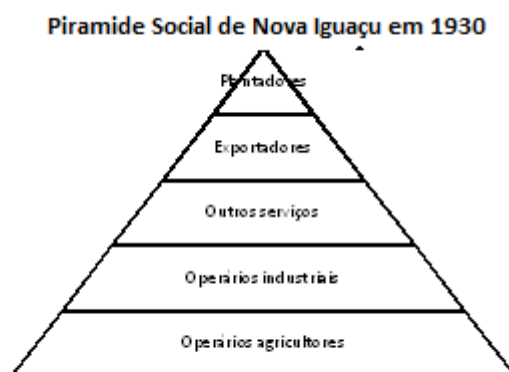 Piramide Social de Nova Iguaçu em 1930
Plantadores
Exportadores
Outros serviços
Operários industriais
Operários agricultores